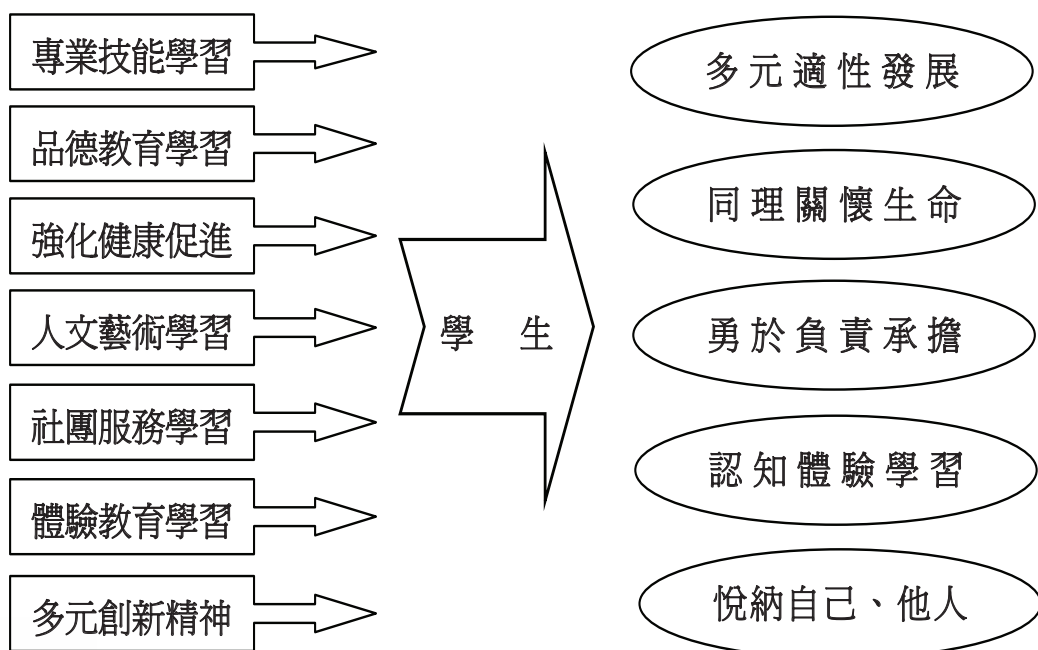 專業技能學習
品德教育學習
強化健康促進
人文藝術學習
社團服務學習
體驗教育學習
多元創新精神
學 生
多元適性發展
同理關懷生命
勇於負責承擔
認知體驗學習
悅納自己、他人